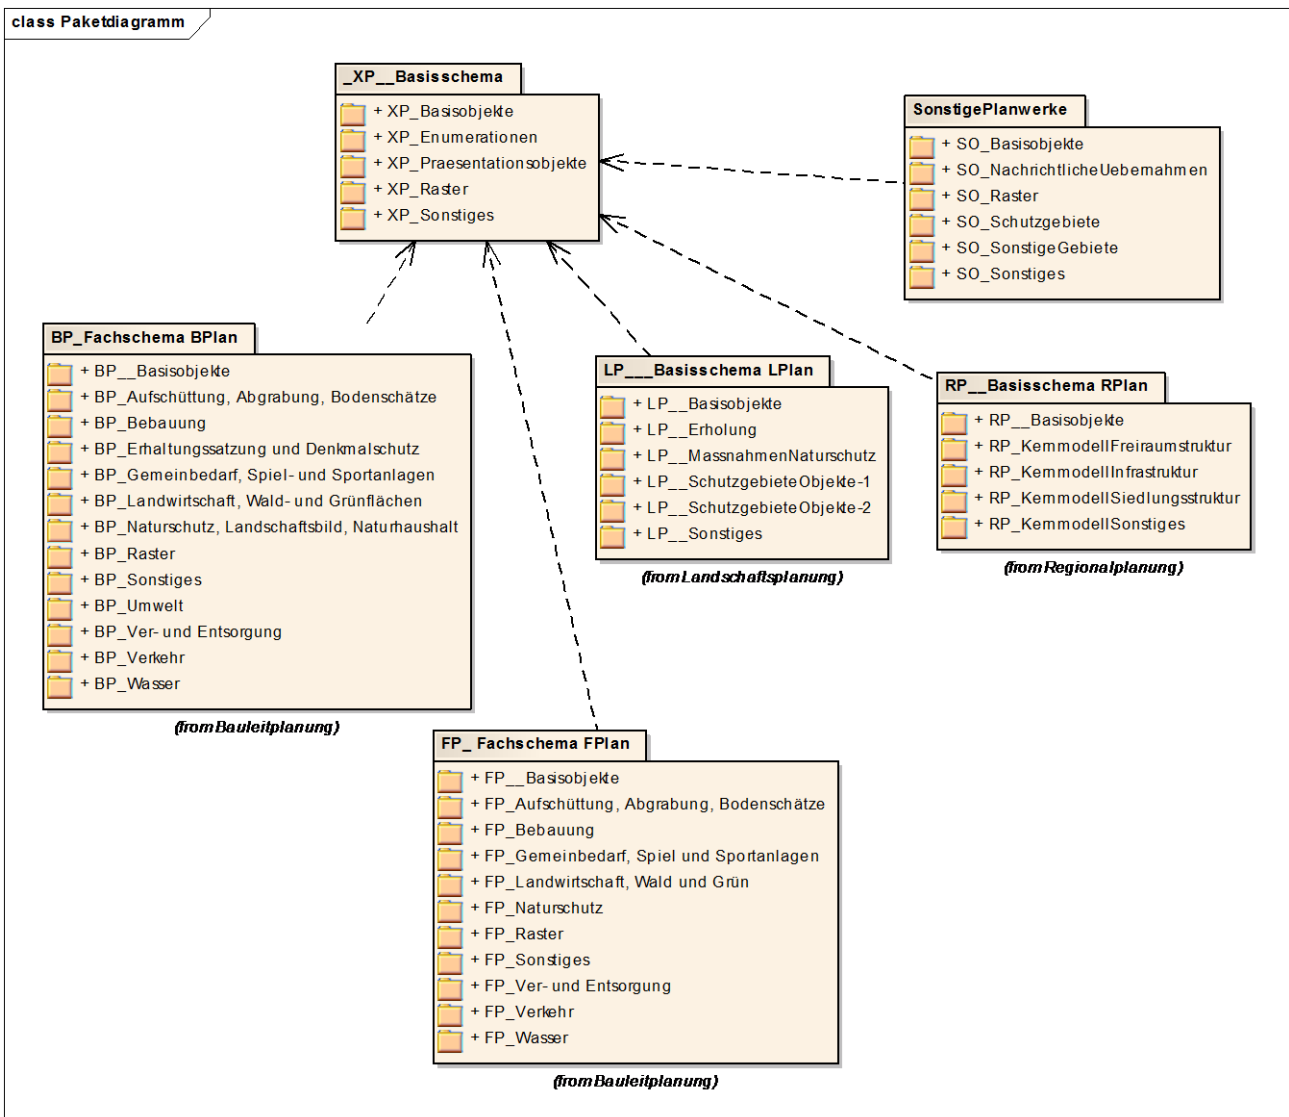 class Paketdiagramm
_XP__Basisschema
+ XP_Basisobjekte
+ XP_Enumerationen
+ XP_Praesentationsobjekte
+ XP_Raster
+ XP_Sonstiges
SonstigePlanwerke
+ SO_Basisobjekte
+ SO_NachrichtlicheUebernahmen
+ SO_Raster
+ SO_Schutzgebiete
+ SO_SonstigeGebiete
+ SO_Sonstiges
BP_Fachschema BPlan
+ BP__Basisobjekte
+ BP_Aufschüttung, Abgrabung, Bodenschätze
+ BP_Bebauung
+ BP_Erhaltungssatzung und Denkmalschutz
+ BP_Gemeinbedarf, Spiel- und Sportanlagen
+ BP_Landwirtschaft, Wald- und Grünflächen
+ BP_Naturschutz, Landschaftsbild, Naturhaushalt
+ BP_Raster
+ BP_Sonstiges
+ BP_Umwelt
+ BP_Ver- und Entsorgung
+ BP_Verkehr
+ BP_Wasser
(from Bauleitplanung)
LP___Basisschema LPlan
+ LP__Basisobjekte
+ LP__Erholung
+ LP__MassnahmenNaturschutz
+ LP__SchutzgebieteObjekte-1
+ LP__SchutzgebieteObjekte-2
+ LP__Sonstiges
(from Landschaftsplanung)
RP__Basisschema RPlan
+ RP__Basisobjekte
+ RP_KernmodellFreiraumstruktur
+ RP_KernmodellInfrastruktur
+ RP_KernmodellSiedlungsstruktur
+ RP_KernmodellSonstiges
(from Regionalplanung)
FP_ Fachschema FPlan
+ FP__Basisobjekte
+ FP_Aufschüttung, Abgrabung, Bodenschätze
+ FP_Bebauung
+ FP_Gemeinbedarf, Spiel und Sportanlagen
+ FP_Landwirtschaft, Wald und Grün
+ FP_Naturschutz
+ FP_Raster
+ FP_Sonstiges
+ FP_Ver- und Entsorgung
+ FP_Verkehr
+ FP_Wasser
(from Bauleitplanung)